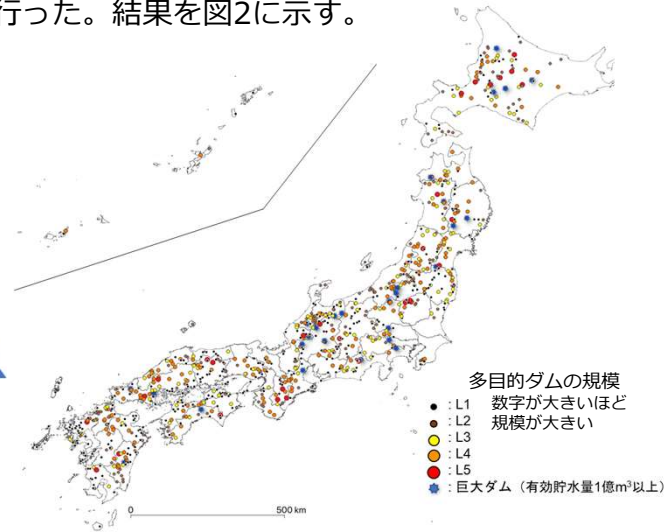 行った。結果を図2に示す。
多目的ダムの規模
: L1 数字が大きいほど
: L2 規模が大きい
: L3
: L4
: L5
: 巨大ダム（有効貯水量1億m³以上）
0 500 km